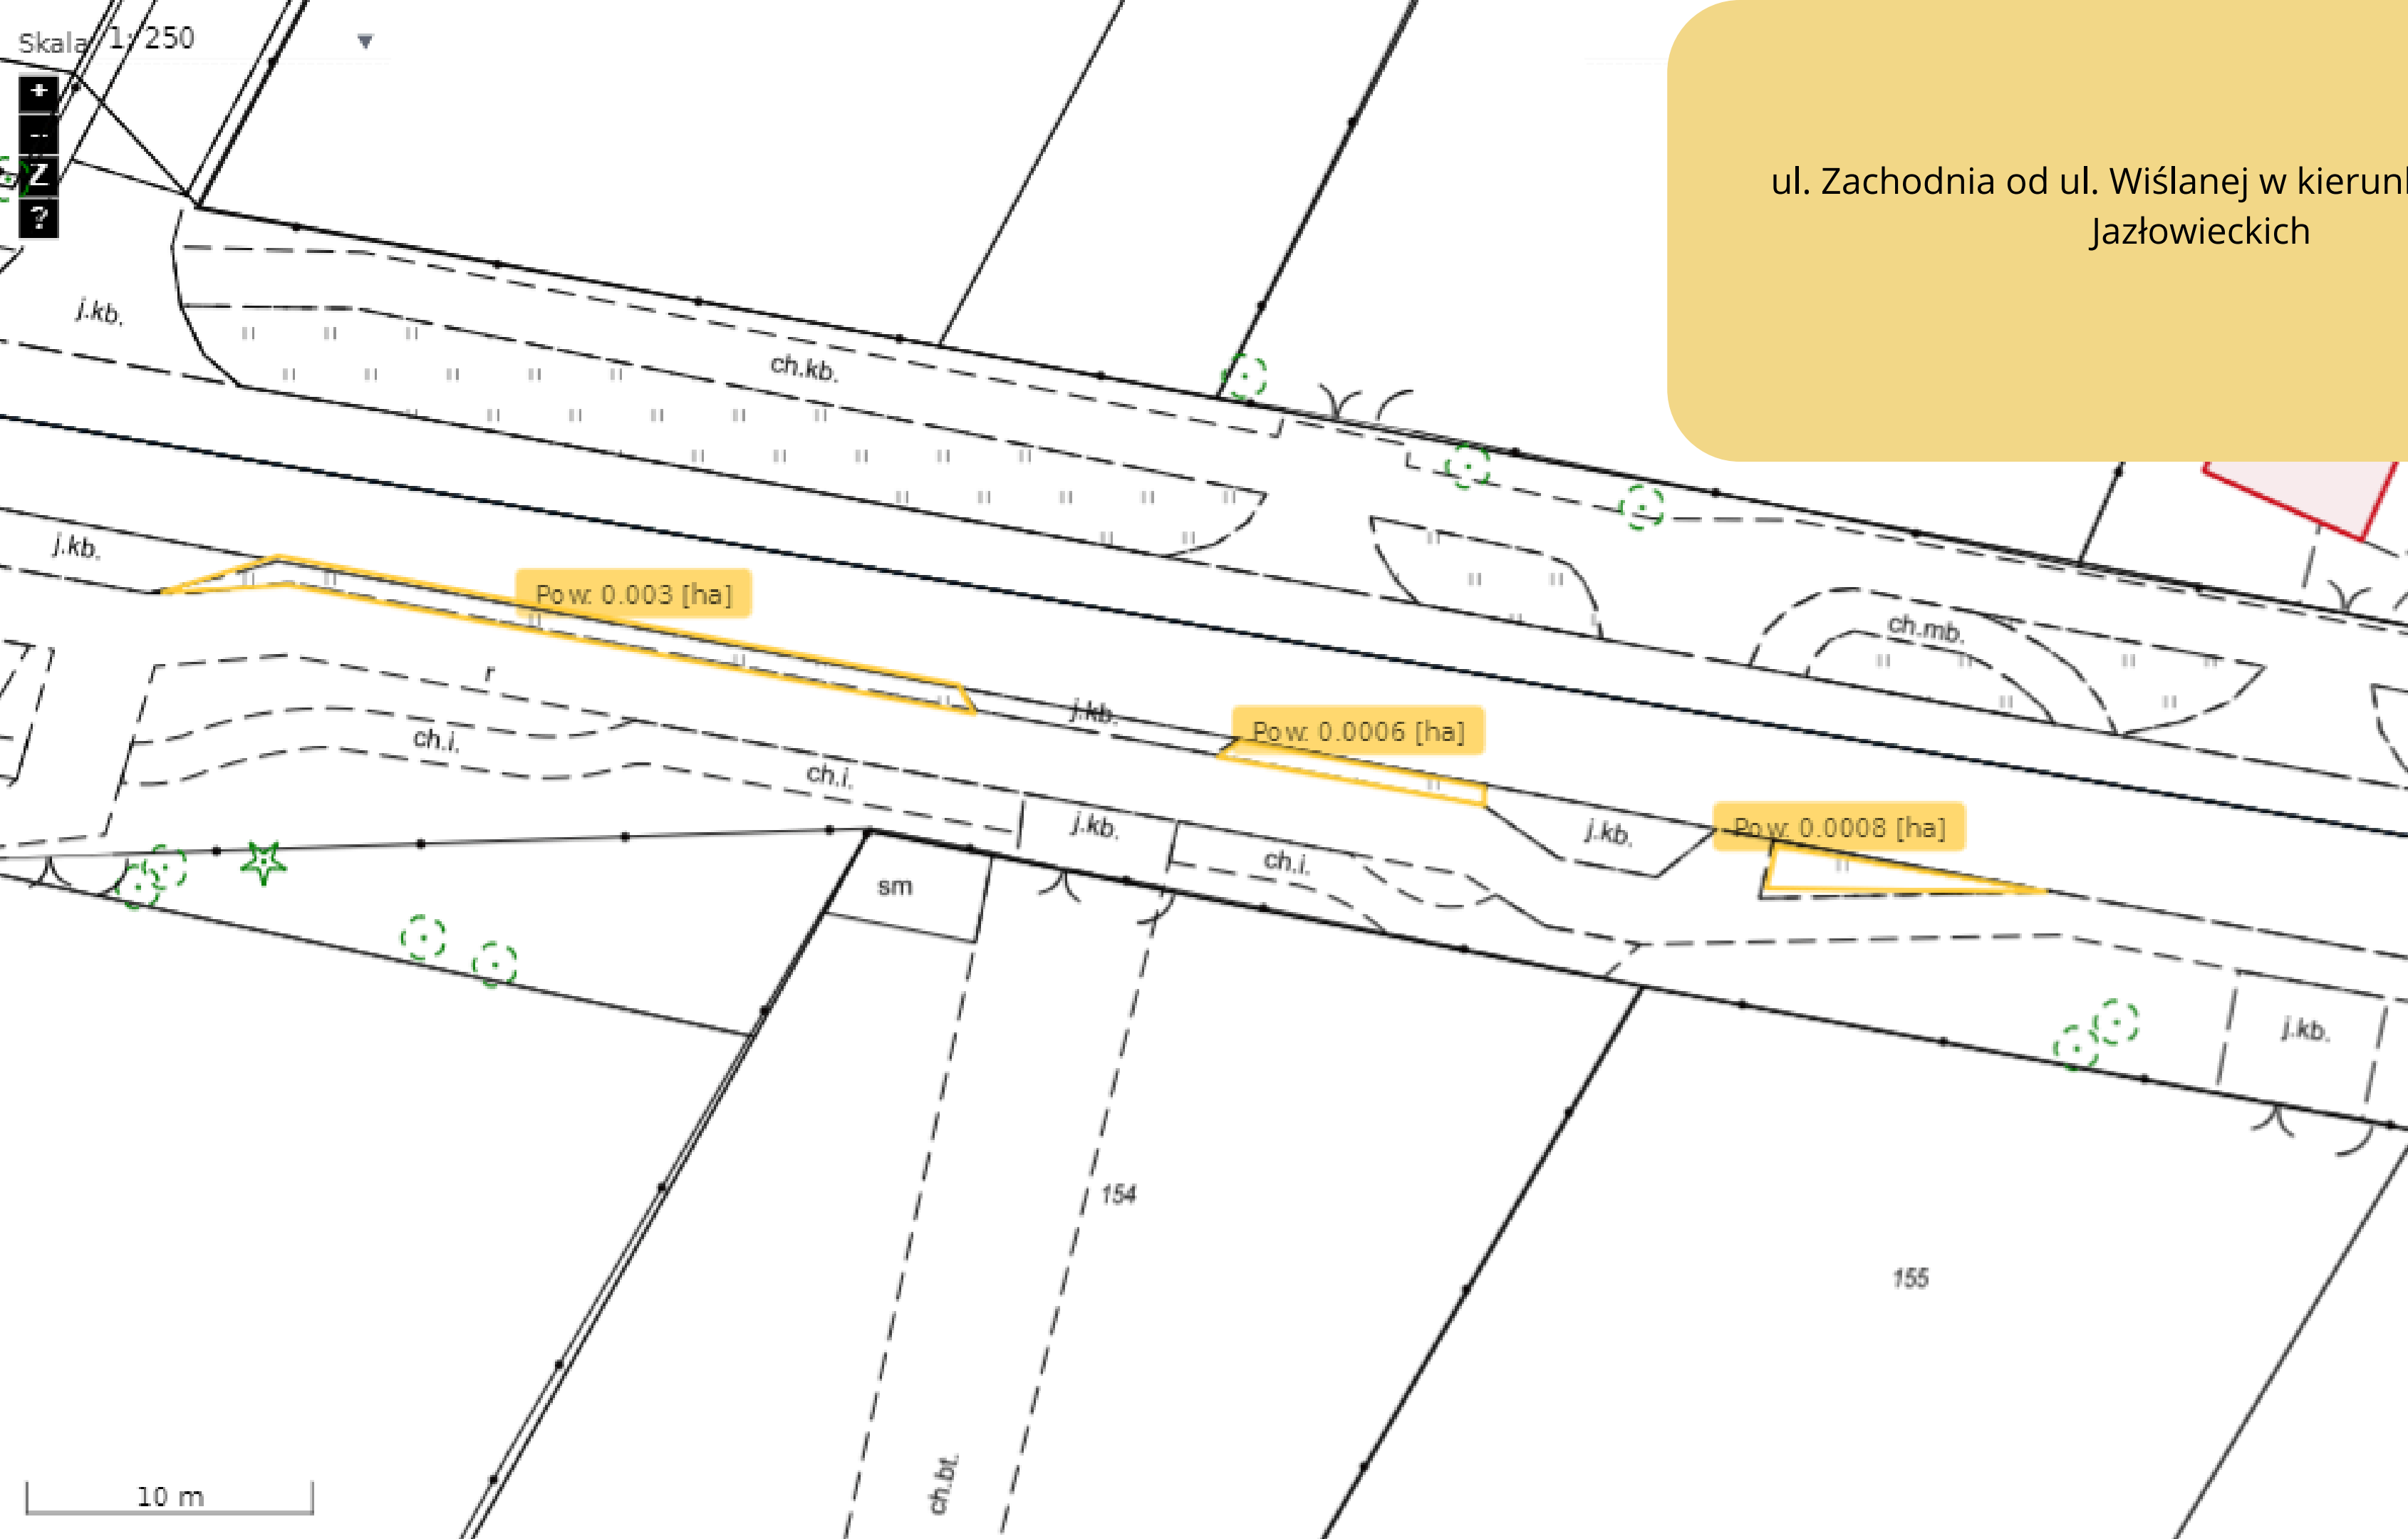 Skala 1: 250
+
--
Z
?
ul. Zachodnia od ul. Wiślanej w
Jazłowieckich
j.kb.
ch.kb.
j.kb.
Pow: 0.003 [ha]
ch.mb.
r
j.kb.
Pow: 0.0006 [ha]
ch.i.
ch.i.
j.kb.
j.kb.
Pow: 0.0008 [ha]
ch.i.
sm
j.kb.
154
155
ch.bt.
10 m